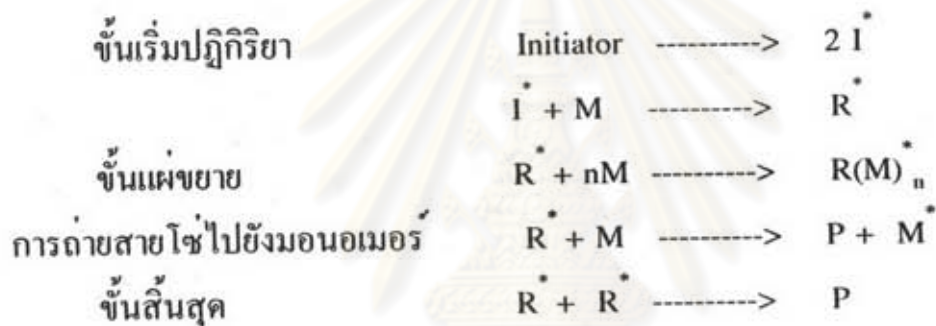 ขั้นเริ่มปฏิกิริยา Initiator ----------> 2 I*
I* + M ----------> R*
ขั้นแผ่ขยาย R* + nM ----------> R(M)*n
การถ่ายสายโซ่ไปยังมอนอเมอร์ R* + M ----------> P + M*
ขั้นสิ้นสุด R* + R* ----------> P